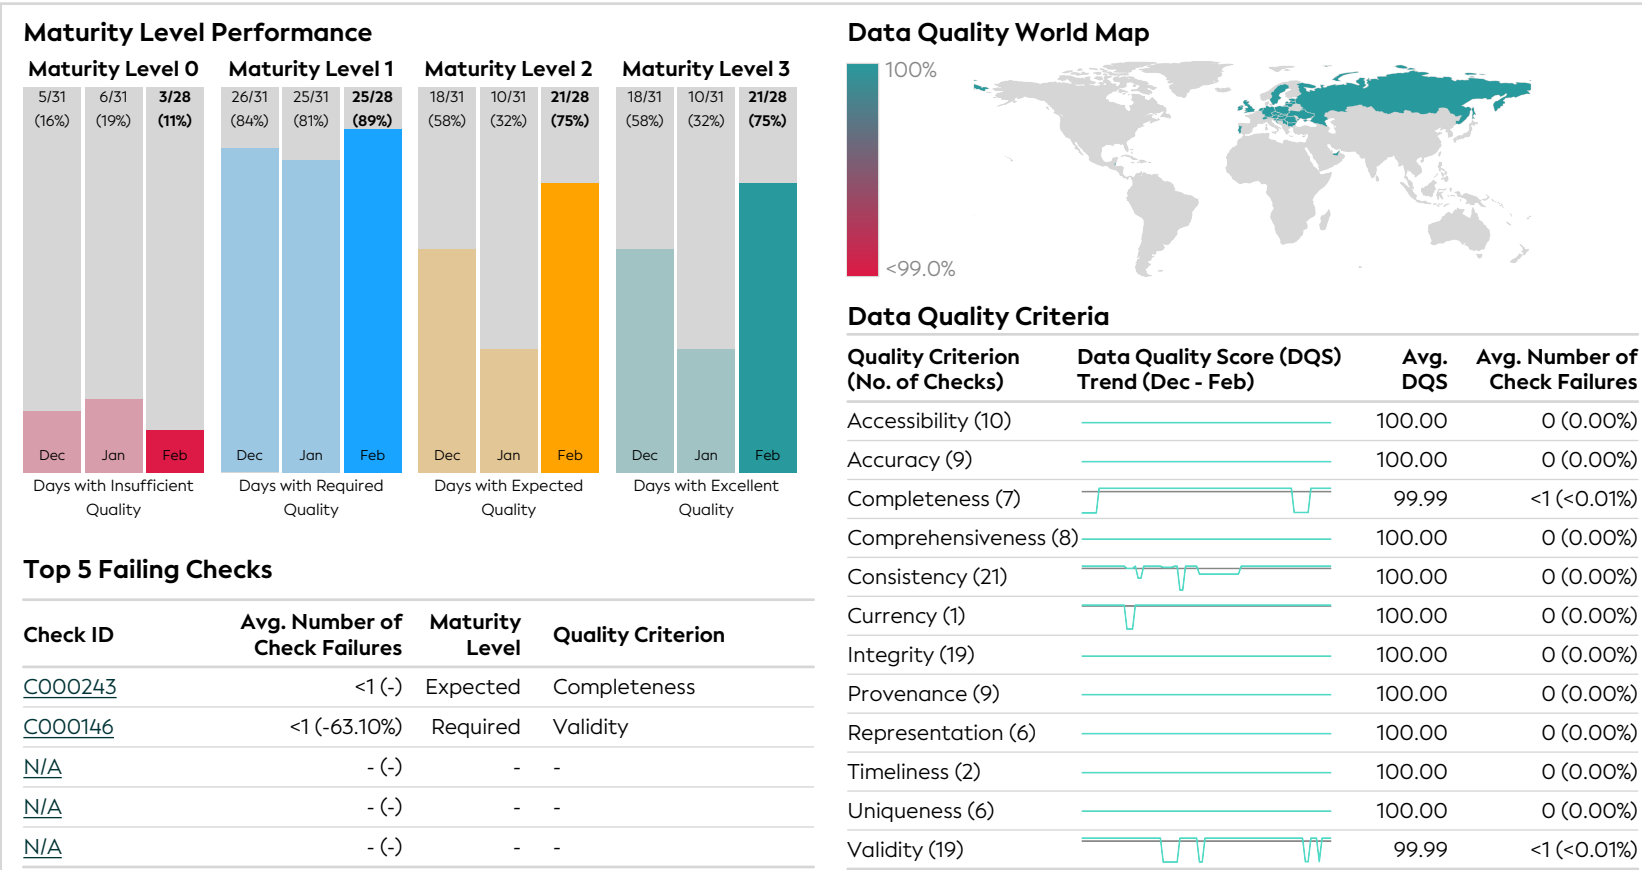 Maturity Level Performance
Maturity Level 0 Maturity Level 1 Maturity Level 2 Maturity Level 3
5/31 6/31 3/28 26/31 25/31 25/28 18/31 10/31 21/28 18/31 10/31 21/28
(16%) (19%) (11%) (84%) (81%) (89%) (58%) (32%) (75%) (58%) (32%) (75%)
Dec Jan Feb Dec Jan Feb Dec Jan Feb Dec Jan Feb
Days with Insufficient Days with Required Days with Expected Days with Excellent
Quality Quality Quality Quality
Top 5 Failing Checks
Check ID Avg. Number of Check Failures Maturity Level Quality Criterion
C000243 <1 (-) Expected Completeness
C000146 <1 (-63.10%) Required Validity
N/A - (-) - -
N/A - (-) - -
N/A - (-) - -
Data Quality World Map
100%
<99.0%
Data Quality Criteria
Quality Criterion Data Quality Score (DQS) Avg. Avg. Number of
(No. of Checks) Trend (Dec - Feb) DQS Check Failures
Accessibility (10) 100.00 0 (0.00%)
Accuracy (9) 100.00 0 (0.00%)
Completeness (7) 99.99 <1 (<0.01%)
Comprehensiveness (8) 100.00 0 (0.00%)
Consistency (21) 100.00 0 (0.00%)
Currency (1) 100.00 0 (0.00%)
Integrity (19) 100.00 0 (0.00%)
Provenance (9) 100.00 0 (0.00%)
Representation (6) 100.00 0 (0.00%)
Timeliness (2) 100.00 0 (0.00%)
Uniqueness (6) 100.00 0 (0.00%)
Validity (19) 99.99 <1 (<0.01%)